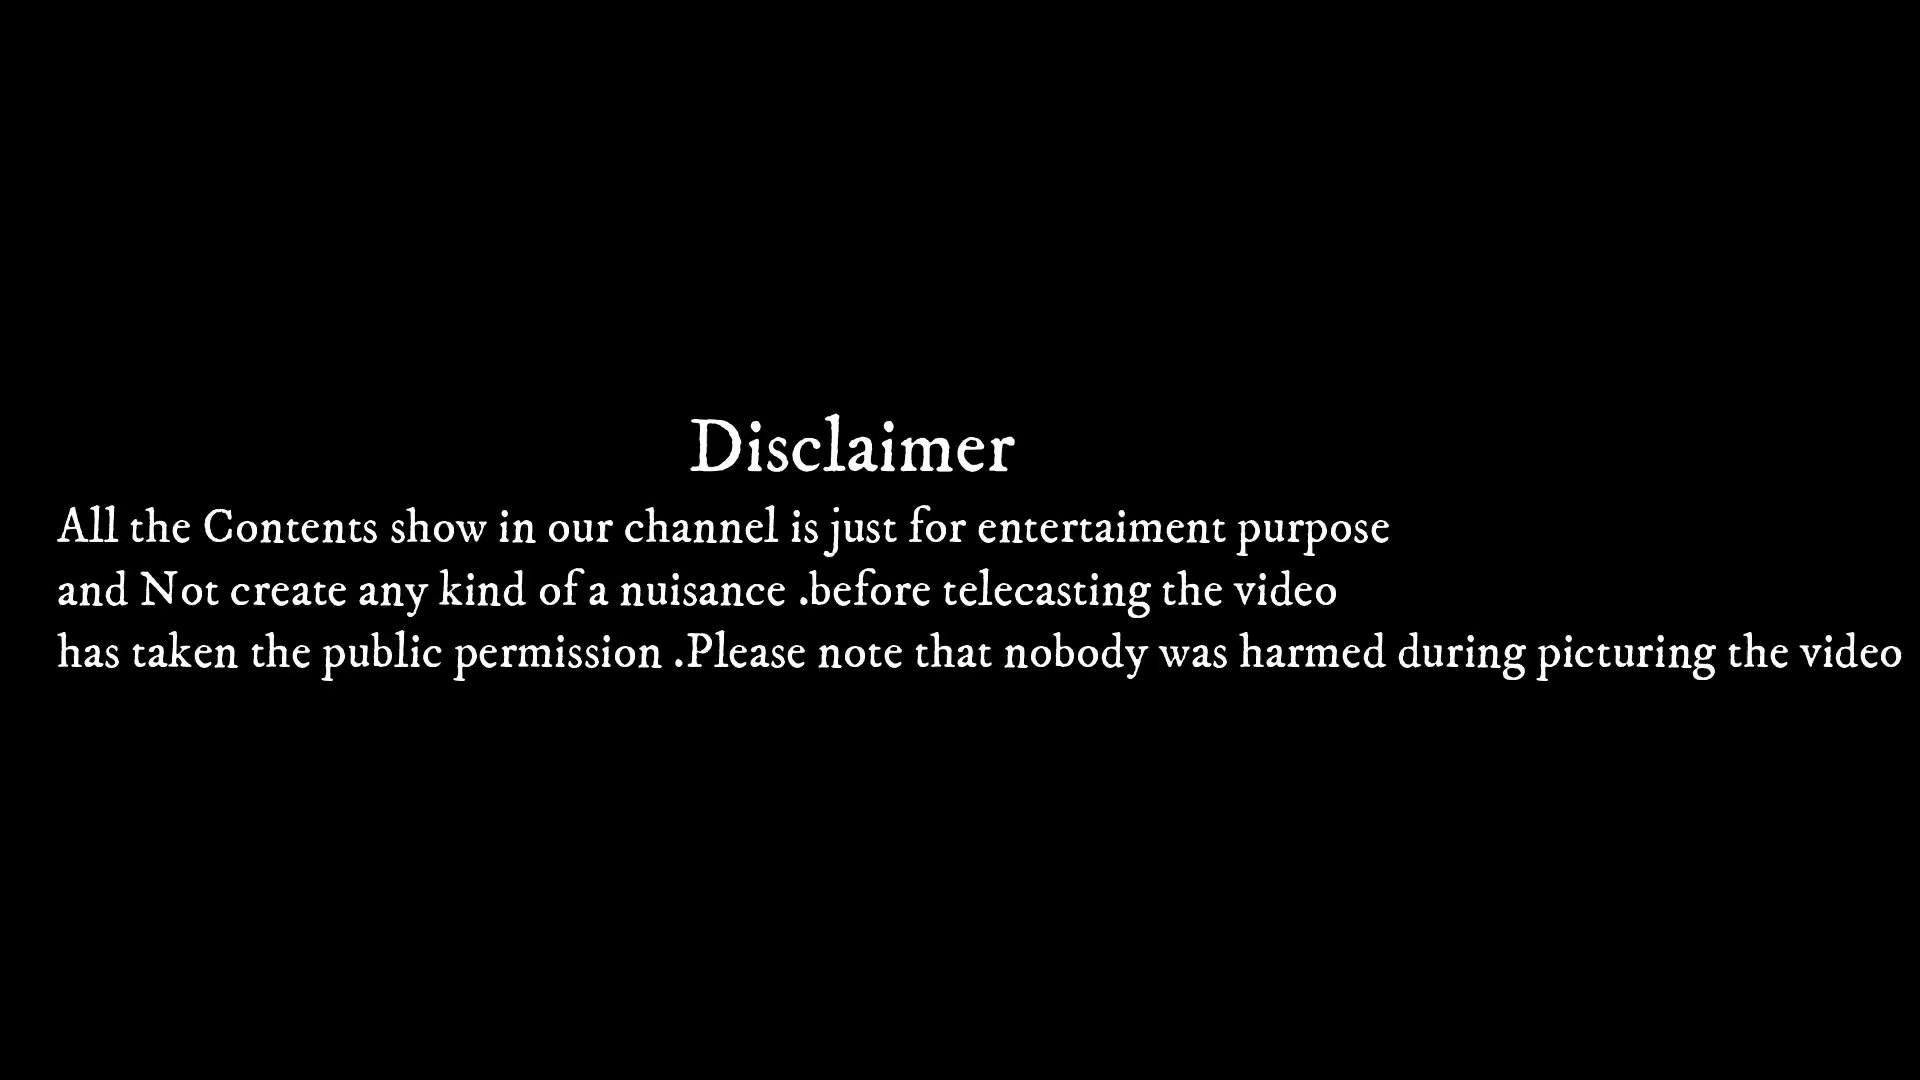 Disclaimer
All the Contents show in our channel is just for entertaiment purpose
and Not create any kind of a nuisance .before telecasting the video
has taken the public permission .Please note that nobody was harmed during picturing the video